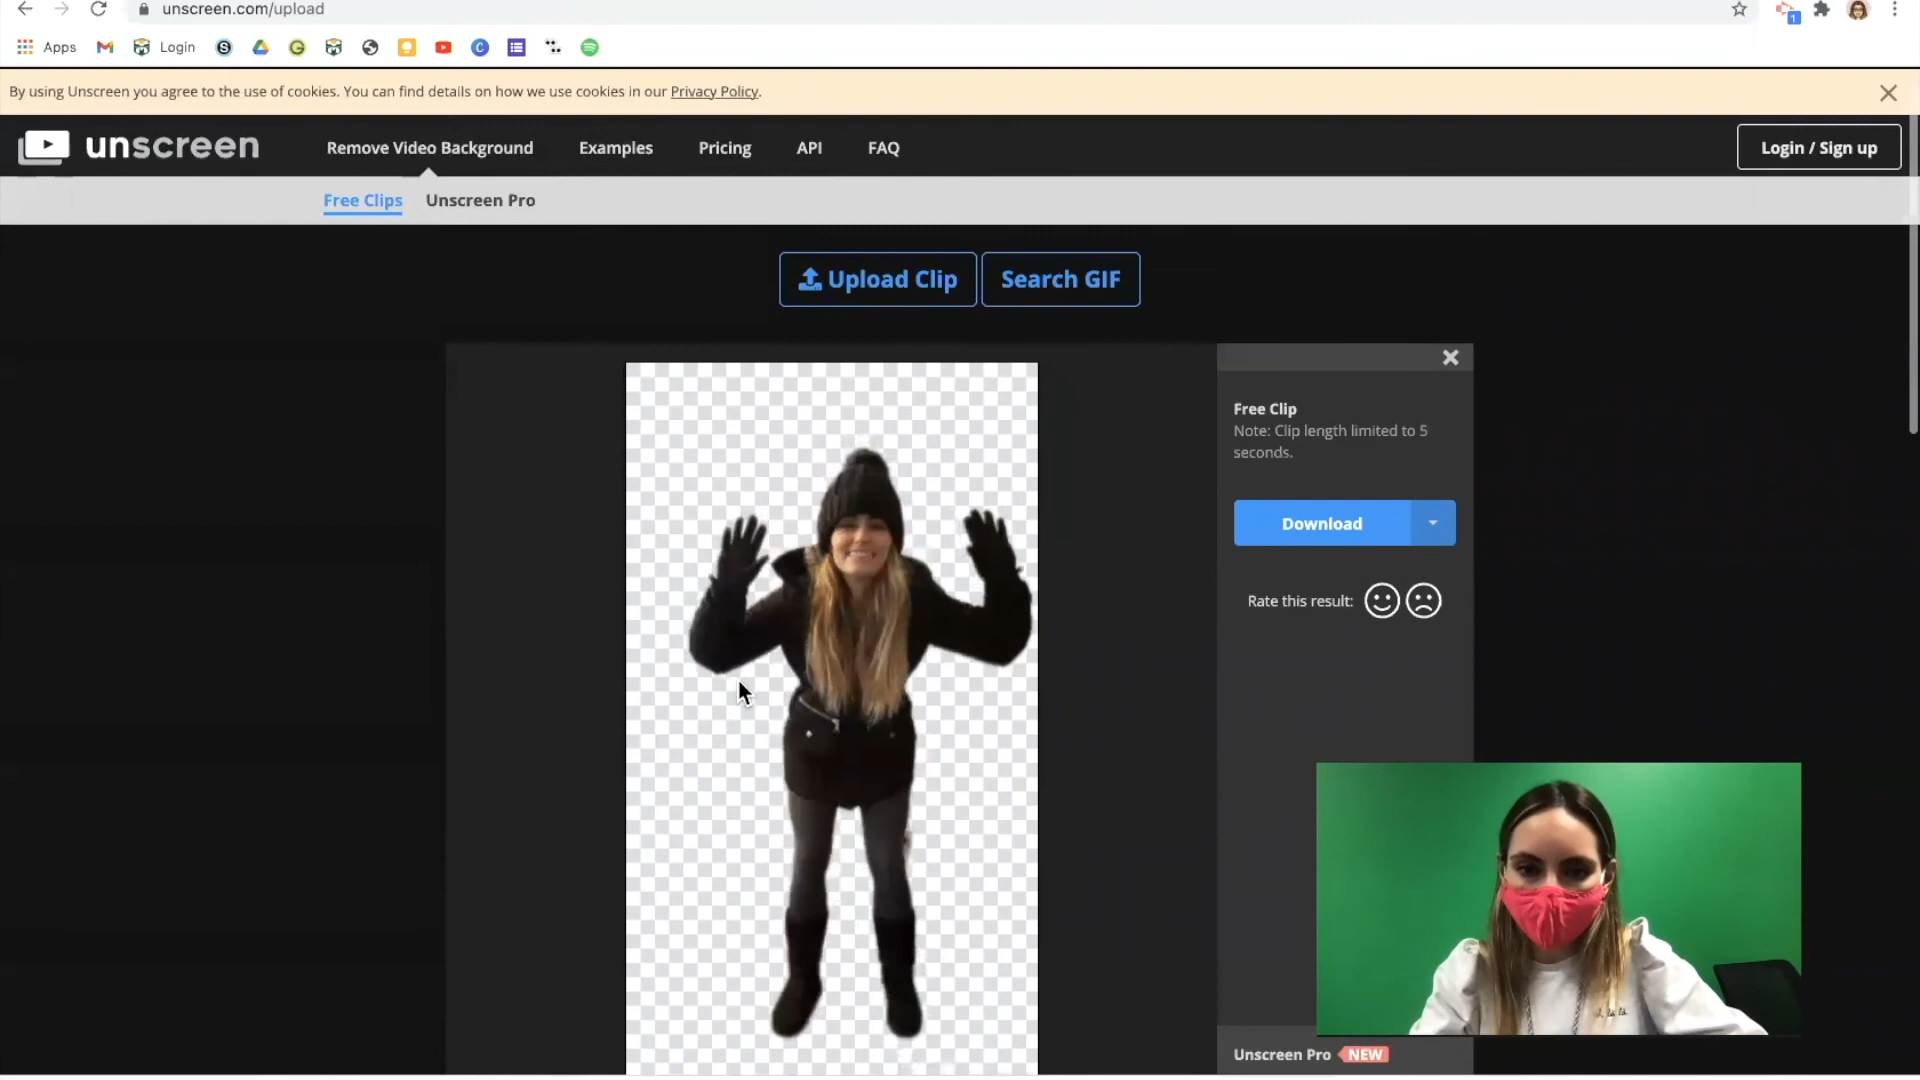 unscreen.com/upload
1
Apps
Login
By using Unscreen you agree to the use of cookies. You can find details on how we use cookies in our Privacy Policy.
unscreen
Remove Video Background
Examples
Pricing
API
FAQ
Login / Sign up
Free Clips
Unscreen Pro
Upload Clip
Search GIF
Free Clip
Note: Clip length limited to 5
seconds.
Download
Rate this result:
Unscreen Pro NEW